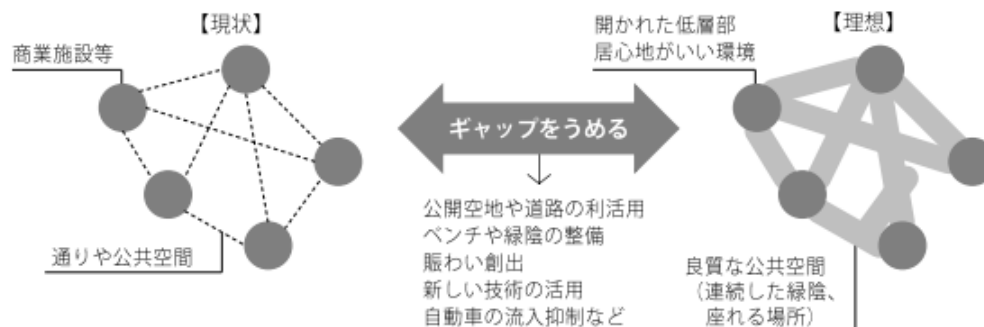 【現状】
商業施設等
通りや公共空間
ギャップをうめる
公開空地や道路の利活用
ベンチや緑陰の整備
賑わい創出
新しい技術の活用
自動車の流入抑制など
【理想】
開かれた低層部
居心地がいい環境
良質な公共空間
（連続した緑陰、
座れる場所）